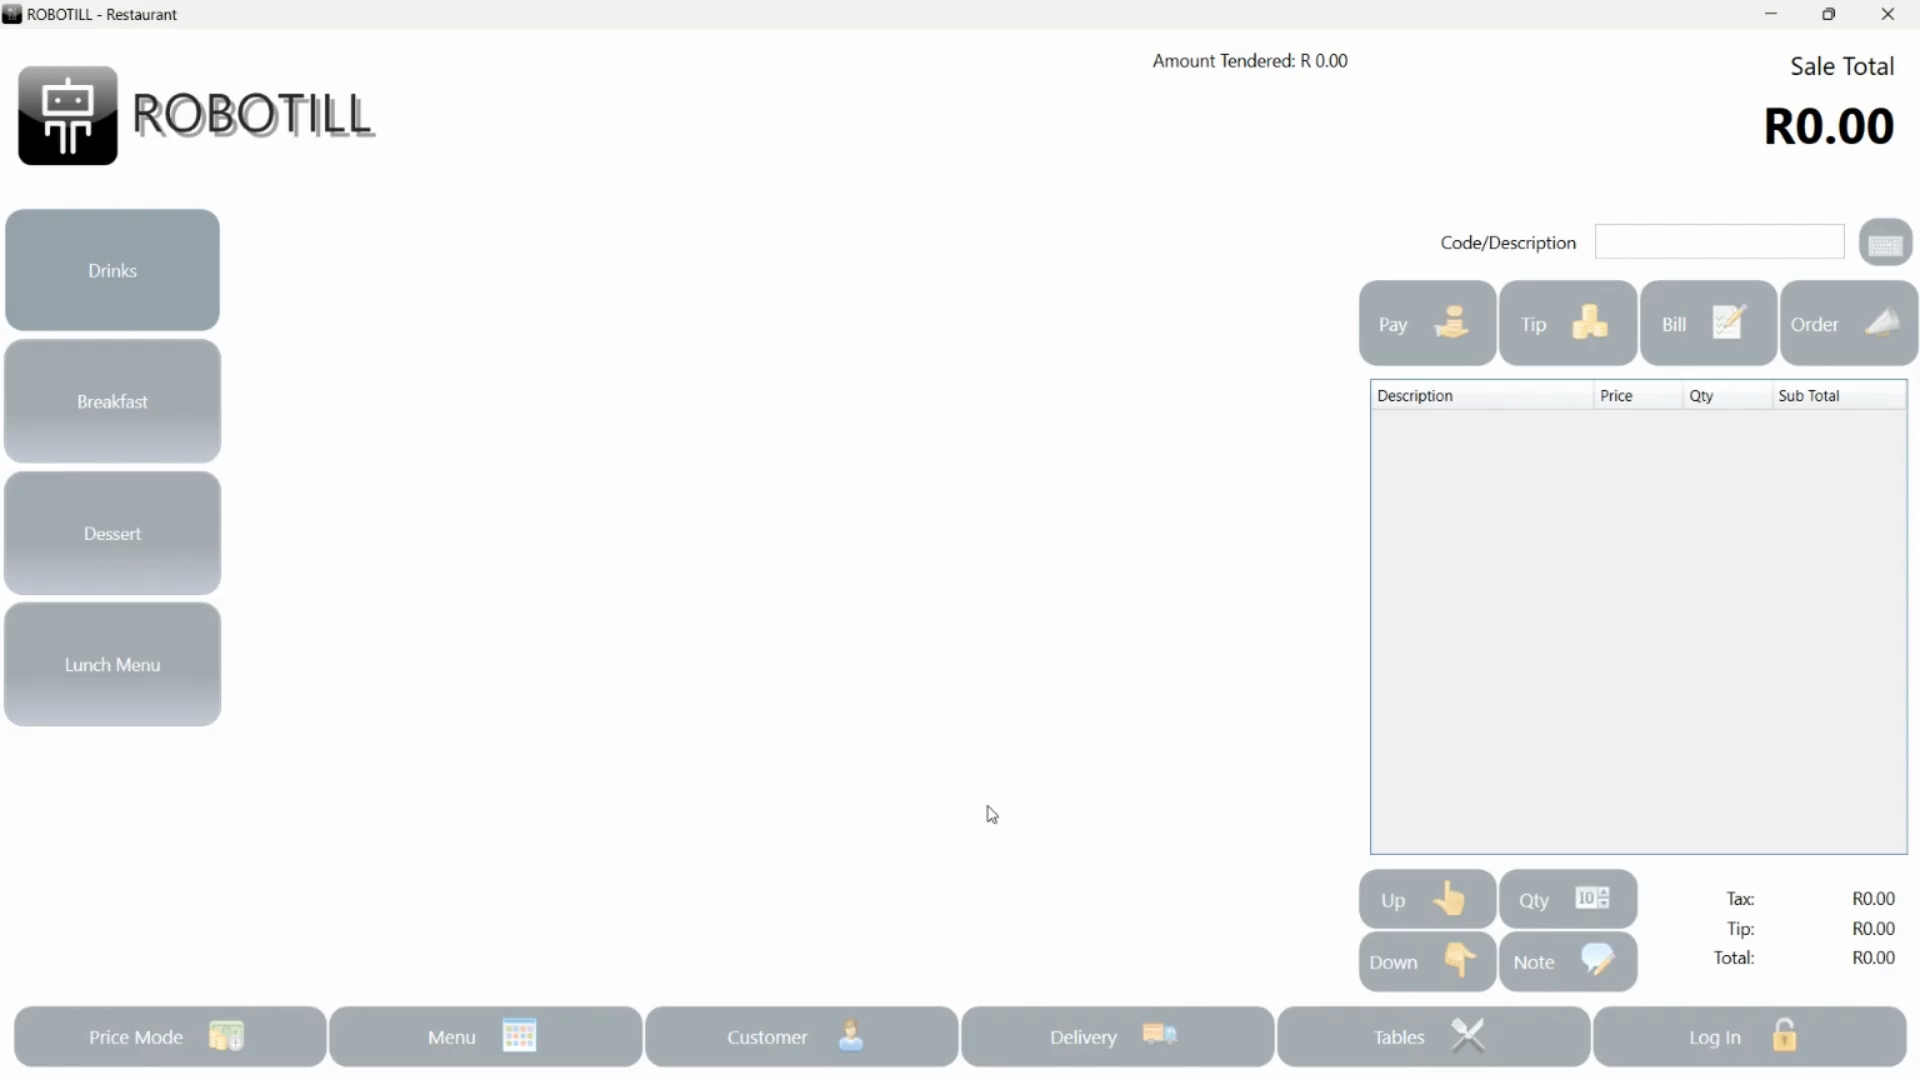 ROBOTILL - Restaurant
Amount Tendered: R 0.00
Sale Total
R0.00
ROBOTILL
Drinks
Breakfast
Dessert
Lunch Menu
Code/Description
Pay
Tip
Bill
Order
Description Price Qty Sub Total
Up
Qty
10
Down
Note
Tax: R0.00
Tip: R0.00
Total: R0.00
Price Mode
Menu
Customer
Delivery
Tables
Log In